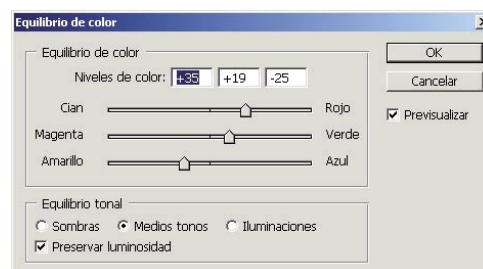 Equilibrio de color
Equilibrio de color
Niveles de color: +35 +19 -25
Cian Rojo
Magenta Verde
Amarillo Azul
OK
Cancelar
Previsualizar
Equilibrio tonal
Sombras Medios tonos Iluminaciones
Preservar luminosidad